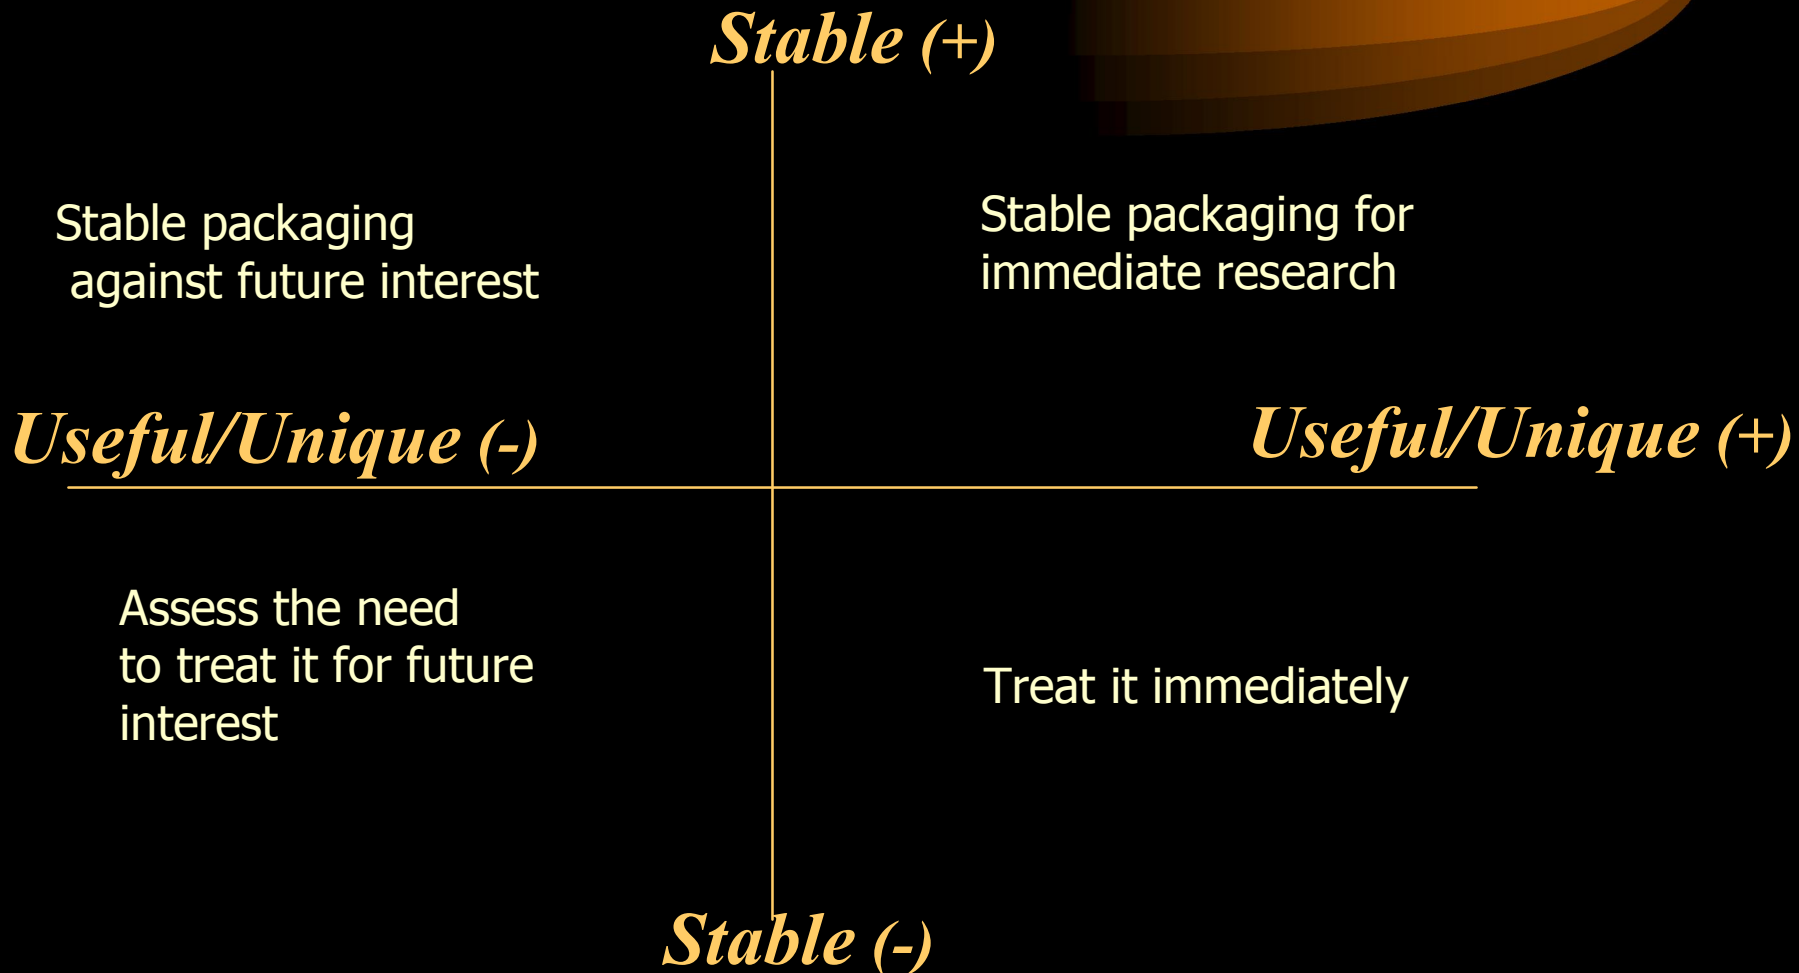 Stable (+)
Stable packaging
against future interest
Stable packaging for
immediate research
Useful/Unique (-)
Useful/Unique (+)
Assess the need
to treat it for future
interest
Treat it immediately
Stable (-)